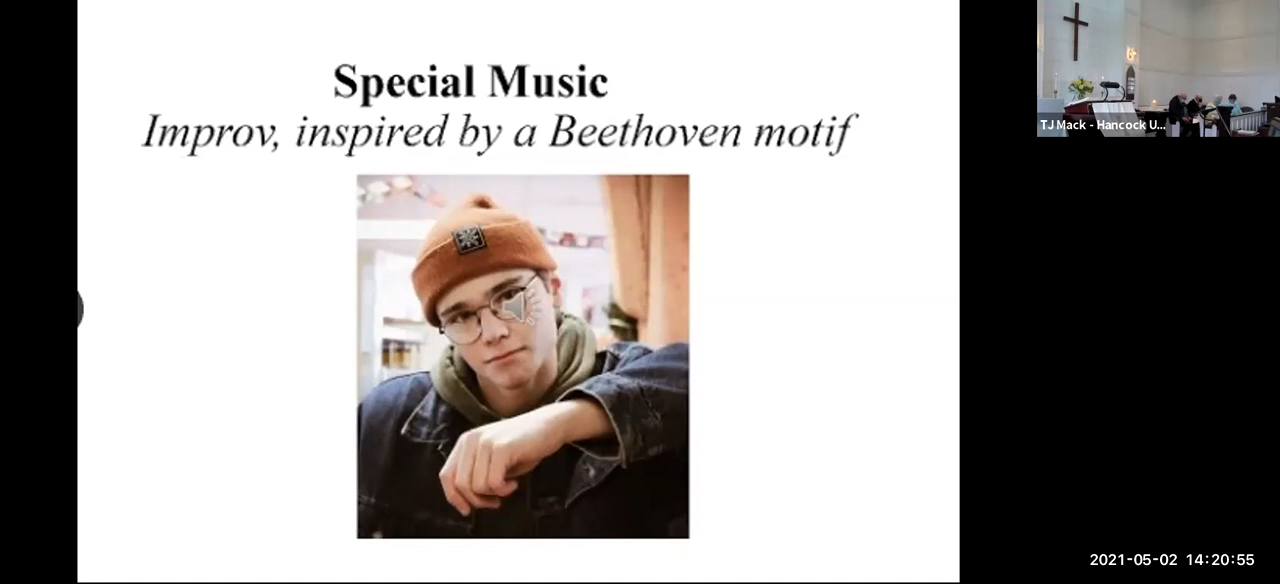 Special Music
Improv, inspired by a Beethoven motif
TJ Mack - Hancock U...
2021-05-02 14:20:55